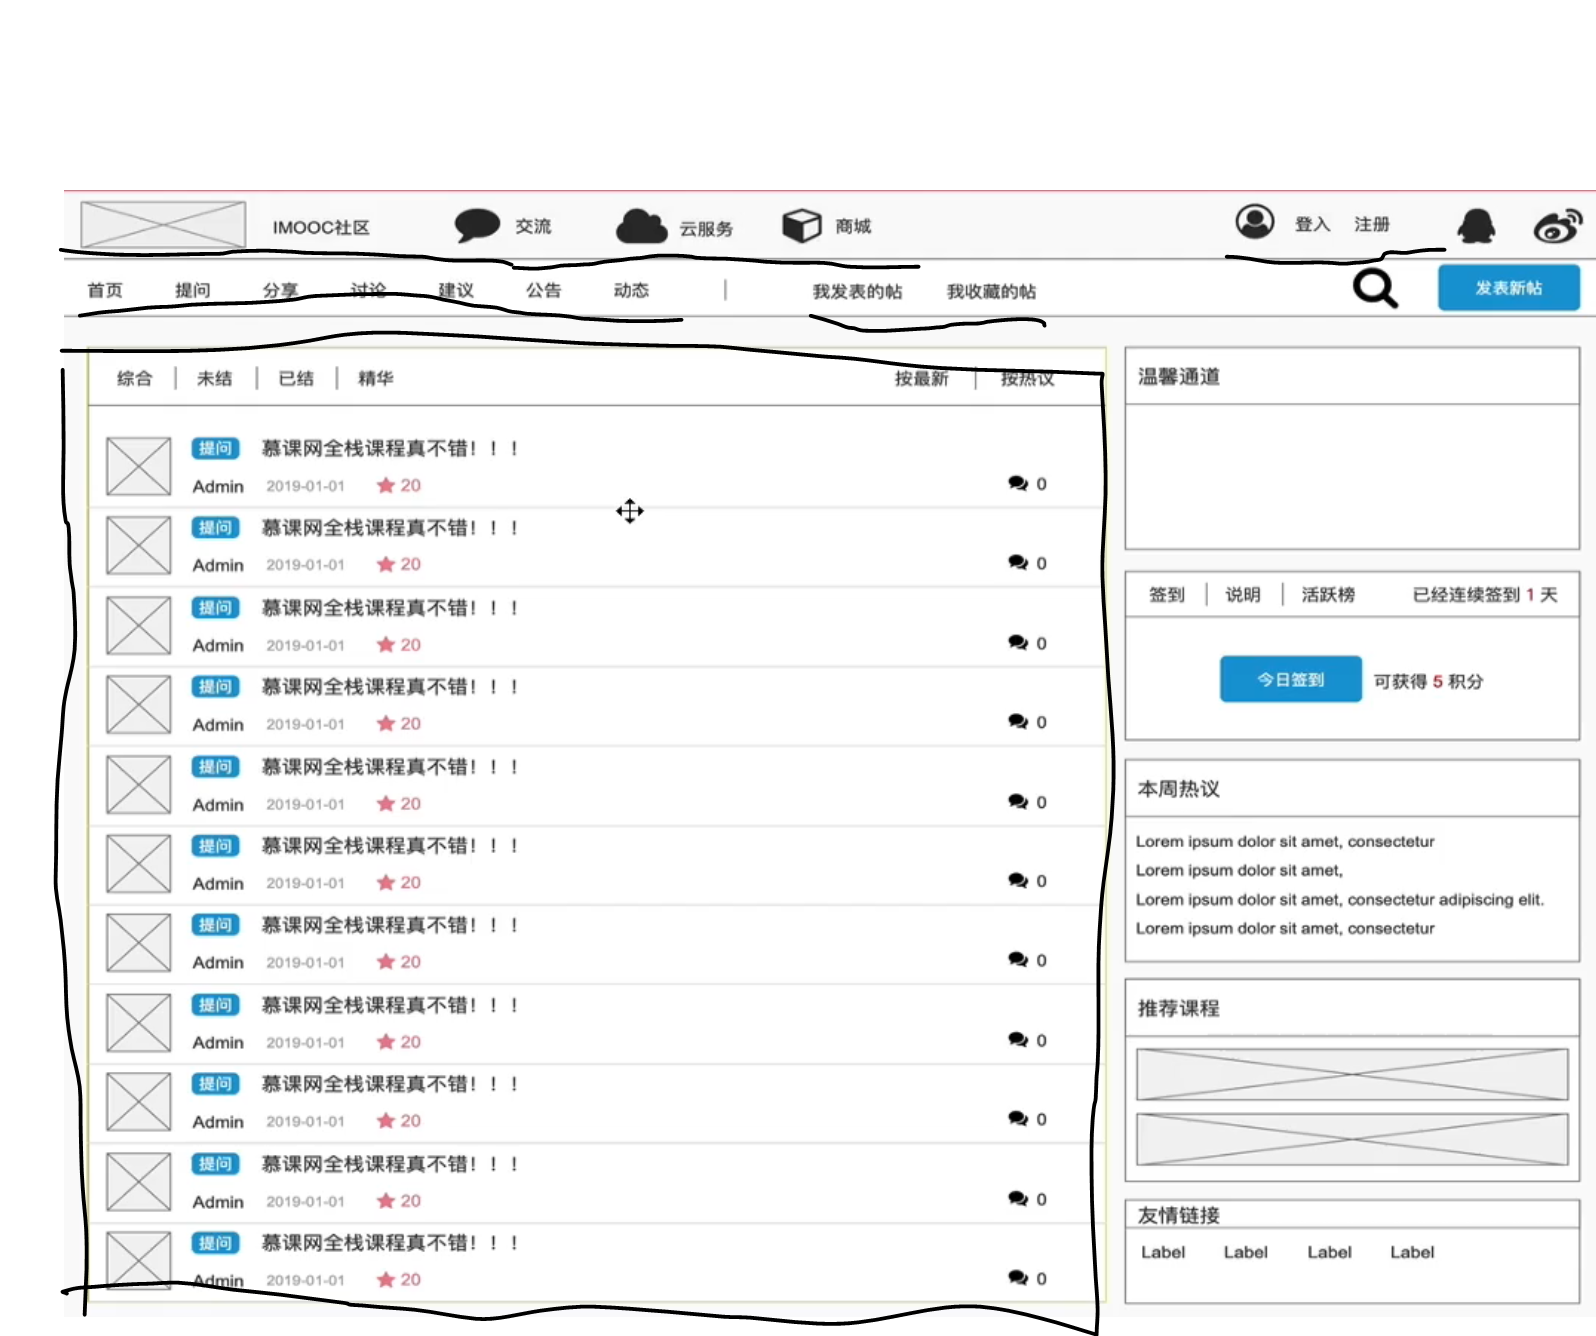 IMOOC社区 交流 云服务 商城 登入 注册
首页 提问 分享 讨论 建议 公告 动态 我发表的帖 我收藏的帖 发表新帖
综合 未结 已结 精华 按最新 按热议
提问 慕课网全栈课程真不错！！！
Admin 2019-01-01 20 0
提问 慕课网全栈课程真不错！！！
Admin 2019-01-01 20 0
提问 慕课网全栈课程真不错！！！
Admin 2019-01-01 20 0
提问 慕课网全栈课程真不错！！！
Admin 2019-01-01 20 0
提问 慕课网全栈课程真不错！！！
Admin 2019-01-01 20 0
提问 慕课网全栈课程真不错！！！
Admin 2019-01-01 20 0
提问 慕课网全栈课程真不错！！！
Admin 2019-01-01 20 0
提问 慕课网全栈课程真不错！！！
Admin 2019-01-01 20 0
提问 慕课网全栈课程真不错！！！
Admin 2019-01-01 20 0
提问 慕课网全栈课程真不错！！！
Admin 2019-01-01 20 0
提问 慕课网全栈课程真不错！！！
Admin 2019-01-01 20 0
温馨通道
签到 说明 活跃榜 已经连续签到 1 天
今日签到 可获得 5 积分
本周热议
Lorem ipsum dolor sit amet, consectetur
Lorem ipsum dolor sit amet,
Lorem ipsum dolor sit amet, consectetur adipiscing elit.
Lorem ipsum dolor sit amet, consectetur
推荐课程
友情链接
Label Label Label Label